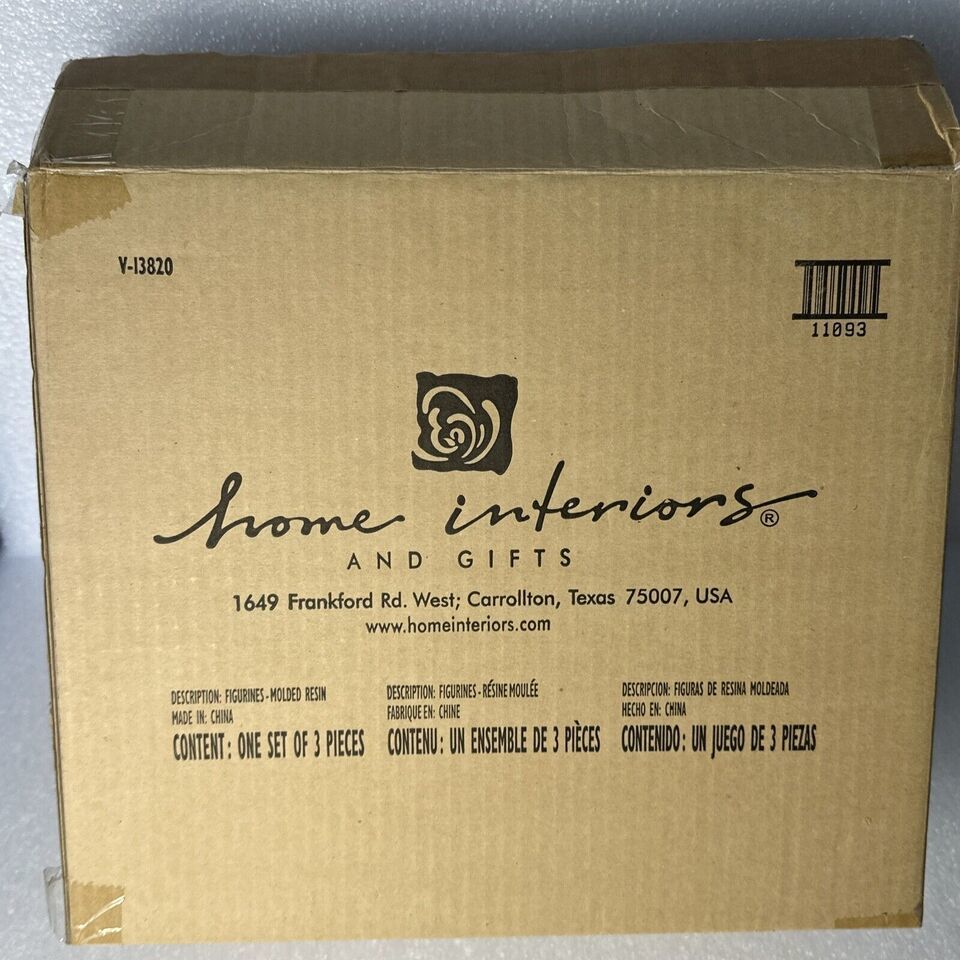 V-13820
11093
home interiors®
AND GIFTS
1649 Frankford Rd. West; Carrollton, Texas 75007, USA
www.homeinteriors.com
DESCRIPTION: FIGURINES-MOLDED RESIN
MADE IN: CHINA
CONTENT: ONE SET OF 3 PIECES
DESCRIPTION: FIGURINES-RÉSINE MOULÉE
FABRIQUE EN: CHINE
CONTENU: UN ENSEMBLE DE 3 PIÈCES
DESCRIPCION: FIGURAS DE RESINA MOLDEADA
HECHO EN: CHINA
CONTENIDO: UN JUEGO DE 3 PIEZAS